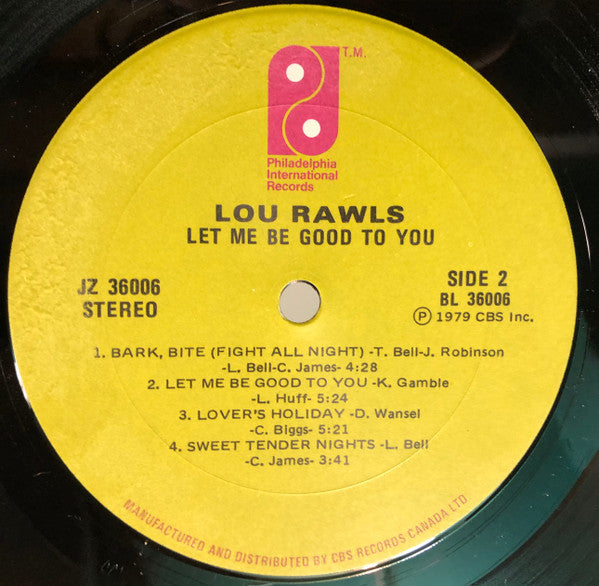 T.M.
Philadelphia
International
Records
LOU RAWLS
LET ME BE GOOD TO YOU
JZ 36006
STEREO
SIDE 2
BL 36006
Ⓟ 1979 CBS Inc.
1. BARK, BITE (FIGHT ALL NIGHT) -T. Bell-J. Robinson
-L. Bell-C. James- 4:28
2. LET ME BE GOOD TO YOU -K. Gamble
-L. Huff- 5:24
3. LOVER'S HOLIDAY -D. Wansel
-C. Biggs- 5:21
4. SWEET TENDER NIGHTS -L. Bell
-C. James- 3:41
MANUFACTURED AND DISTRIBUTED BY CBS RECORDS CANADA LTD